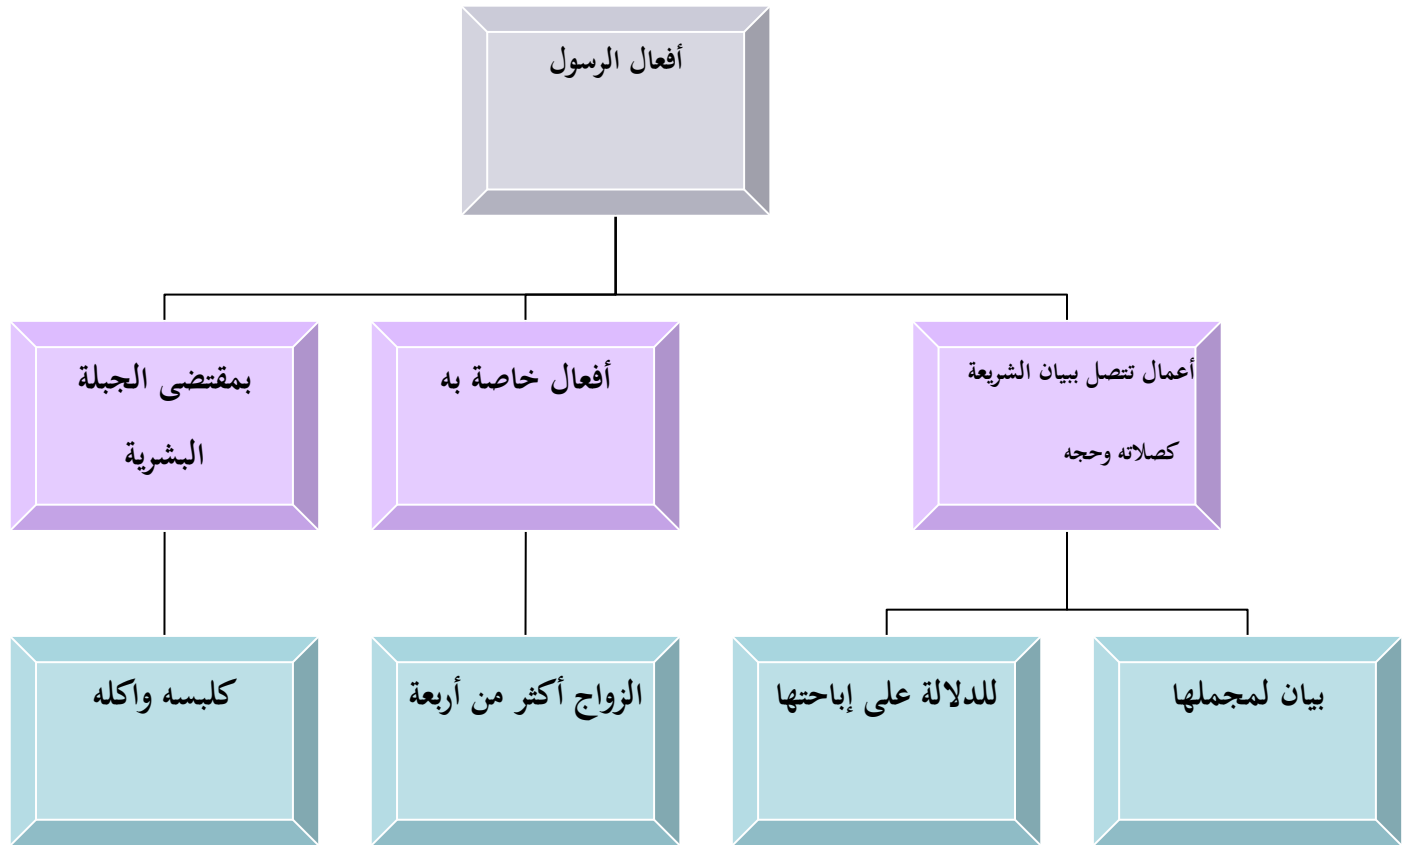 أفعال الرسول
أعمال تتصل ببيان الشريعة
كصلاته وحجه
أفعال خاصة به
بمقتضى الجبلة
البشرية
بيان لمجملها
للدلالة على إباحتها
الزواج أكثر من أربعة
كلبسه واكله